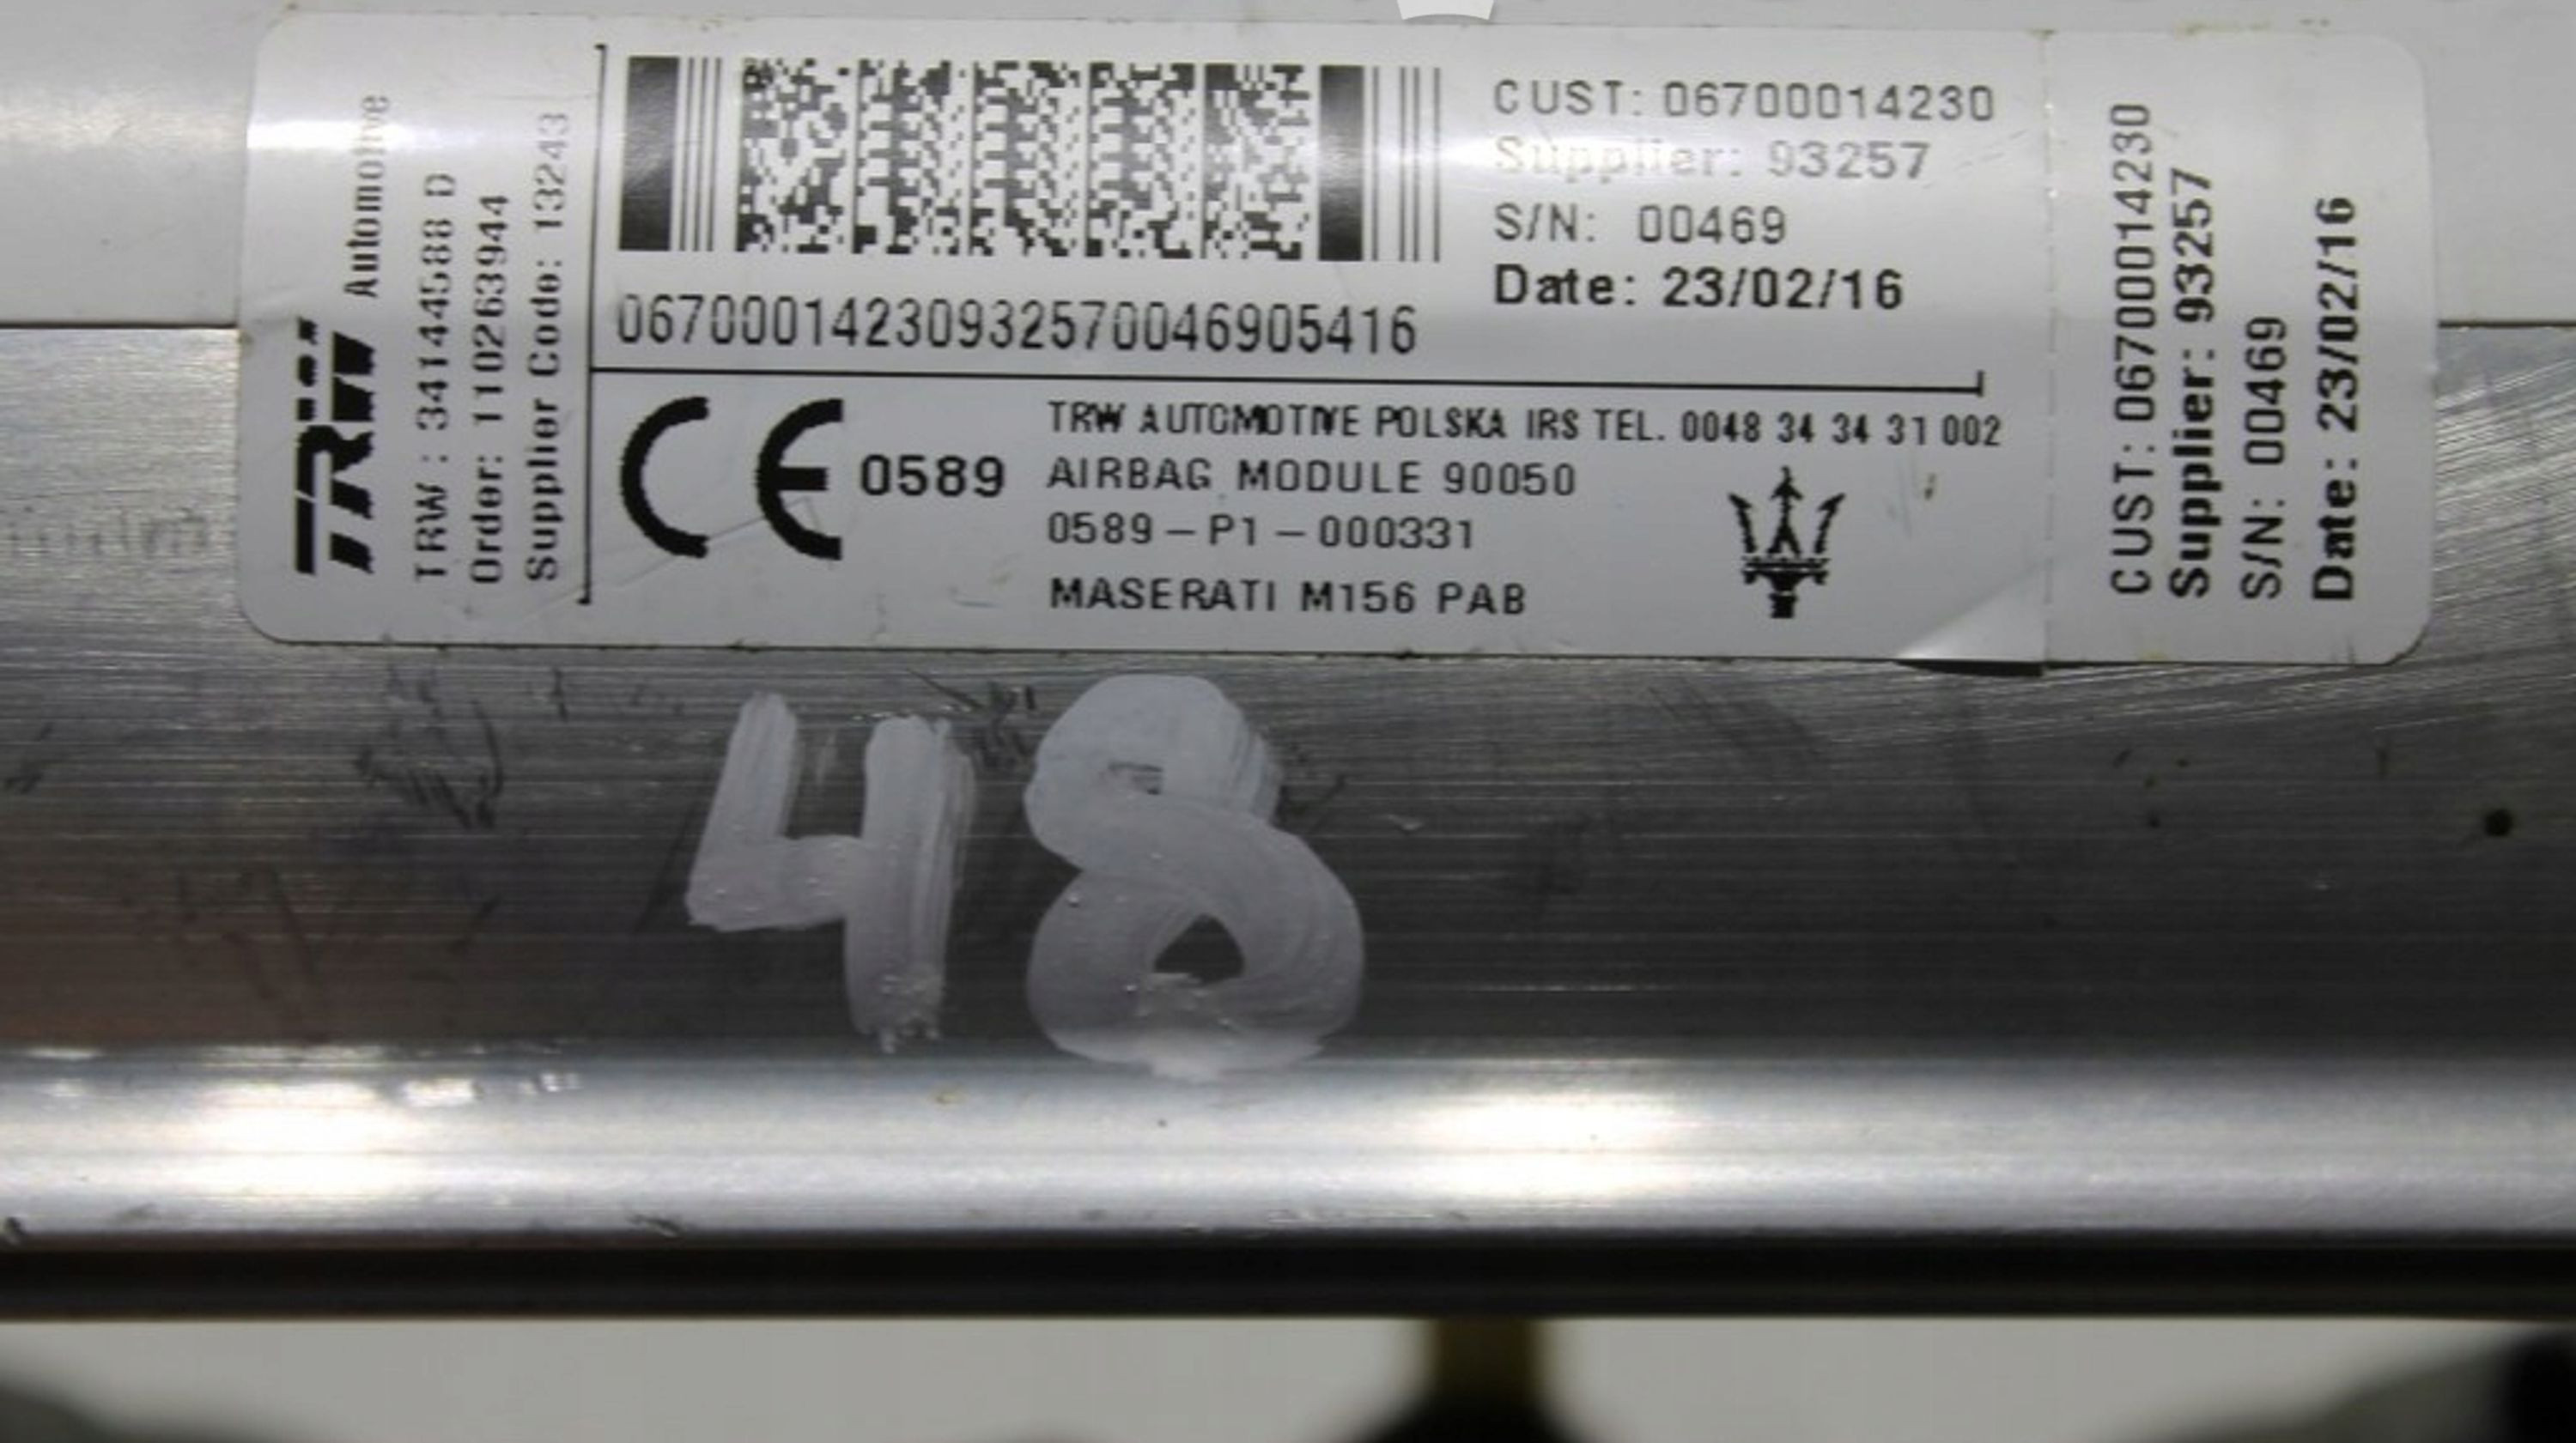 TRW Automotive
TRW : 34144588 D
Order: 110263944
Supplier Code: 13243
CUST: 06700014230
Supplier: 93257
S/N: 00469
Date: 23/02/16
06700014230932570046905416
CE 0589
TRW AUTOMOTIVE POLSKA IRS TEL. 0048 34 34 31 002
AIRBAG MODULE 90050
0589 – P1 – 000331
MASERATI M156 PAB
CUST: 06700014230
Supplier: 93257
S/N: 00469
Date: 23/02/16
48